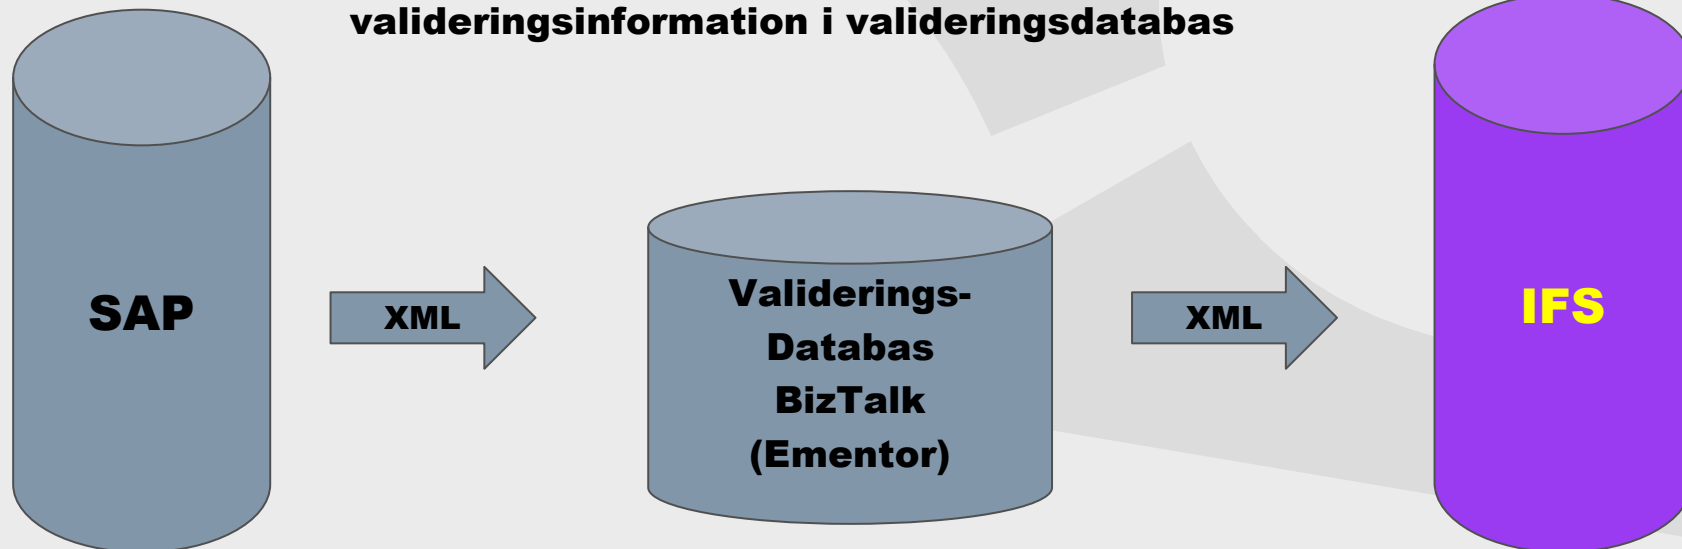 valideringsinformation i valideringsdatabas
SAP
XML
Validerings-
Databas
BizTalk
(Ementor)
XML
IFS